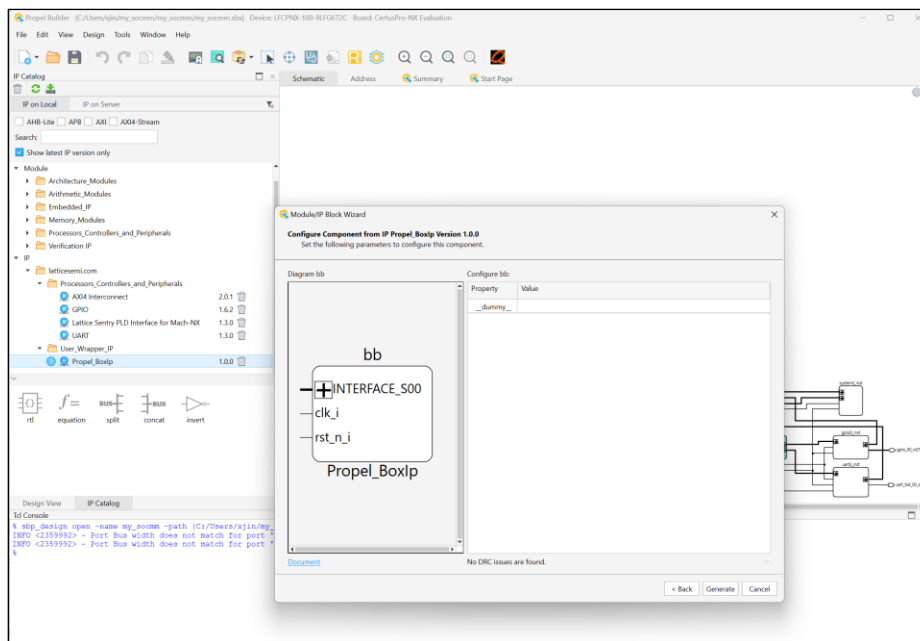 Propel Builder [C:/Users/xjin/my_socmm/my_socmm/my_socmm.sbx] Device: LFCPNX-100-9LFG672C Board: CertusPro-NX Evaluation
File Edit View Design Tools Window Help
IP Catalog
Schematic Address Summary Start Page
IP on Local IP on Server
AHB-Lite APB AXI AXI4-Stream
Search:
Show latest IP version only
Module
Architecture_Modules
Arithmetic_Modules
Embedded_IP
Memory_Modules
Processors_Controllers_and_Peripherals
Verification IP
IP
latticesemi.com
Processors_Controllers_and_Peripherals
AXI4 Interconnect 2.0.1
GPIO 1.6.2
Lattice Sentry PLD Interface for Mach-NX 1.3.0
UART 1.3.0
User_Wrapper_IP
Propel_BoxIp 1.0.0
{} f= BUS BUS
rtl equation split concat invert
Design View IP Catalog
Tcl Console
% sbp_design open -name my_socmm -path {C:/Users/xjin/my_
INFO <2359992> - Port Bus width does not match for port '
INFO <2359992> - Port Bus width does not match for port '
%
Module/IP Block Wizard
Configure Component from IP Propel_BoxIp Version 1.0.0
Set the following parameters to configure this component.
Diagram bb
bb
INTERFACE_S00
clk_i
rst_n_i
Propel_BoxIp
Configure bb:
Property Value
__dummy__
Document
No DRC issues are found.
< Back Generate Cancel